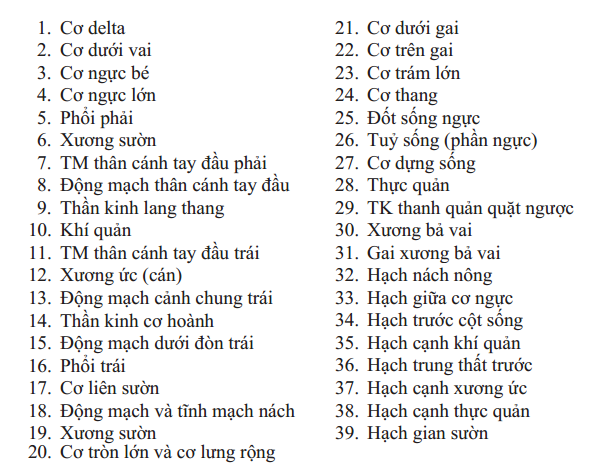 1. Cơ delta
2. Cơ dưới vai
3. Cơ ngực bé
4. Cơ ngực lớn
5. Phổi phải
6. Xương sườn
7. TM thân cánh tay đầu phải
8. Động mạch thân cánh tay đầu
9. Thần kinh lang thang
10. Khí quản
11. TM thân cánh tay đầu trái
12. Xương ức (cán)
13. Động mạch cảnh chung trái
14. Thần kinh cơ hoành
15. Động mạch dưới đòn trái
16. Phổi trái
17. Cơ liên sườn
18. Động mạch và tĩnh mạch nách
19. Xương sườn
20. Cơ tròn lớn và cơ lưng rộng
21. Cơ dưới gai
22. Cơ trên gai
23. Cơ trám lớn
24. Cơ thang
25. Đốt sống ngực
26. Tuỷ sống (phần ngực)
27. Cơ dựng sống
28. Thực quản
29. TK thanh quản quặt ngược
30. Xương bả vai
31. Gai xương bả vai
32. Hạch nách nông
33. Hạch giữa cơ ngực
34. Hạch trước cột sống
35. Hạch cạnh khí quản
36. Hạch trung thất trước
37. Hạch cạnh xương ức
38. Hạch cạnh thực quản
39. Hạch gian sườn